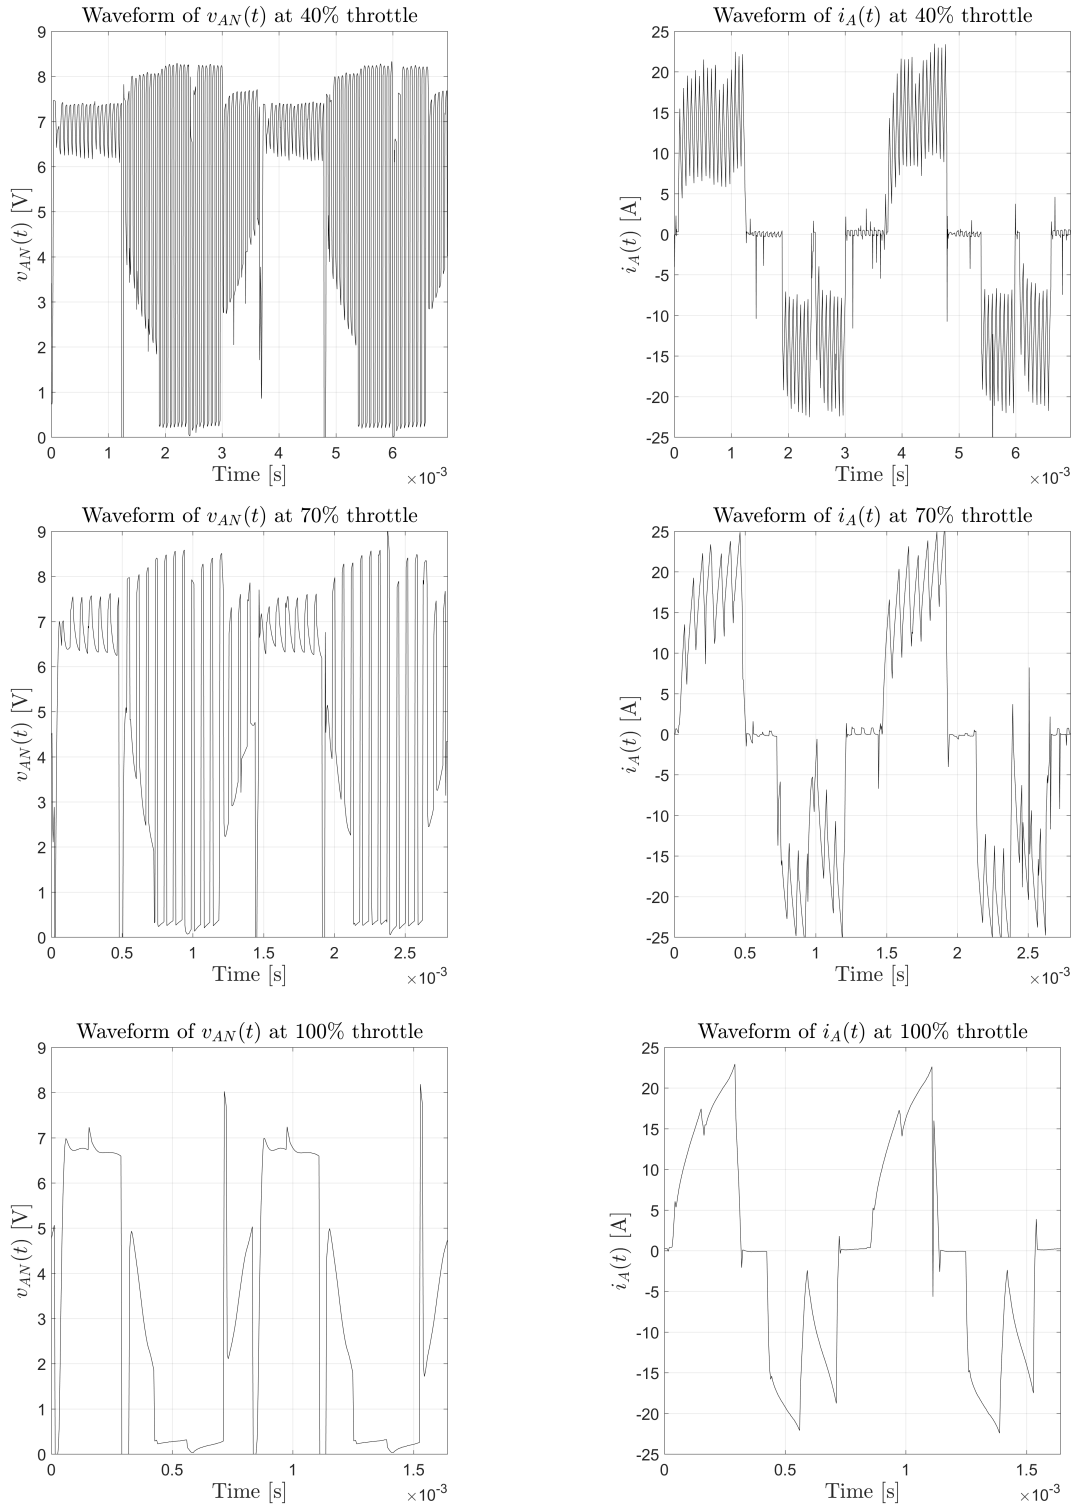 Waveform of v_AN(t) at 40% throttle
v_AN(t) [V]
9
8
7
6
5
4
3
2
1
0
0 1 2 3 4 5 6
Time [s]
×10^-3
Waveform of i_A(t) at 40% throttle
i_A(t) [A]
25
20
15
10
5
0
-5
-10
-15
-20
-25
0 1 2 3 4 5 6
Time [s]
×10^-3
Waveform of v_AN(t) at 70% throttle
v_AN(t) [V]
9
8
7
6
5
4
3
2
1
0
0 0.5 1 1.5 2 2.5
Time [s]
×10^-3
Waveform of i_A(t) at 70% throttle
i_A(t) [A]
25
20
15
10
5
0
-5
-10
-15
-20
-25
0 0.5 1 1.5 2 2.5
Time [s]
×10^-3
Waveform of v_AN(t) at 100% throttle
v_AN(t) [V]
9
8
7
6
5
4
3
2
1
0
0 0.5 1 1.5
Time [s]
×10^-3
Waveform of i_A(t) at 100% throttle
i_A(t) [A]
25
20
15
10
5
0
-5
-10
-15
-20
-25
0 0.5 1 1.5
Time [s]
×10^-3